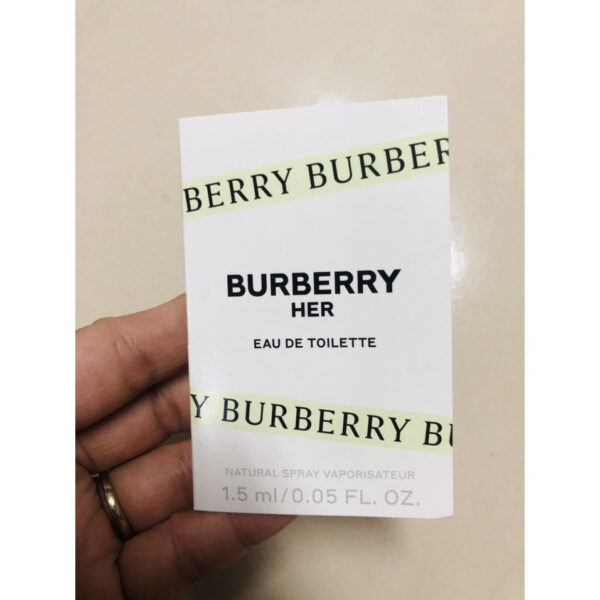 BERRY BURBER
BURBERRY
HER
EAU DE TOILETTE
Y BURBERRY BU
NATURAL SPRAY VAPORISATEUR
1.5 ml/0.05 FL. OZ.